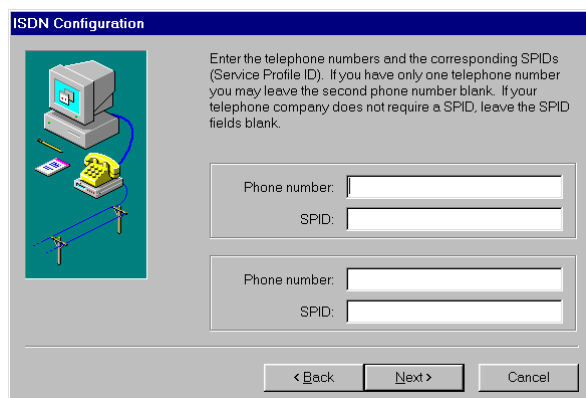 ISDN Configuration
Enter the telephone numbers and the corresponding SPIDs
(Service Profile ID). If you have only one telephone number
you may leave the second phone number blank. If your
telephone company does not require a SPID, leave the SPID
fields blank.
Phone number:
SPID:
Phone number:
SPID:
< Back
Next >
Cancel